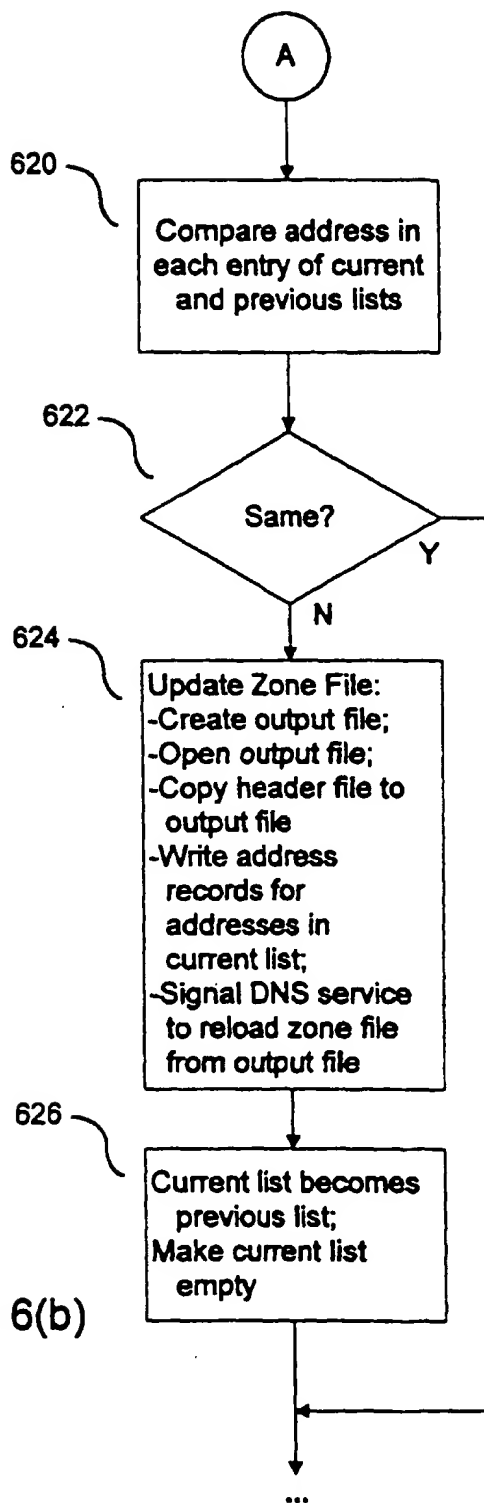 A
620
Compare address in
each entry of current
and previous lists
622
Same?
Y
N
624
Update Zone File:
-Create output file;
-Open output file;
-Copy header file to
output file
-Write address
records for
addresses in
current list;
-Signal DNS service
to reload zone file
from output file
626
Current list becomes
previous list;
Make current list
empty
6(b)
...